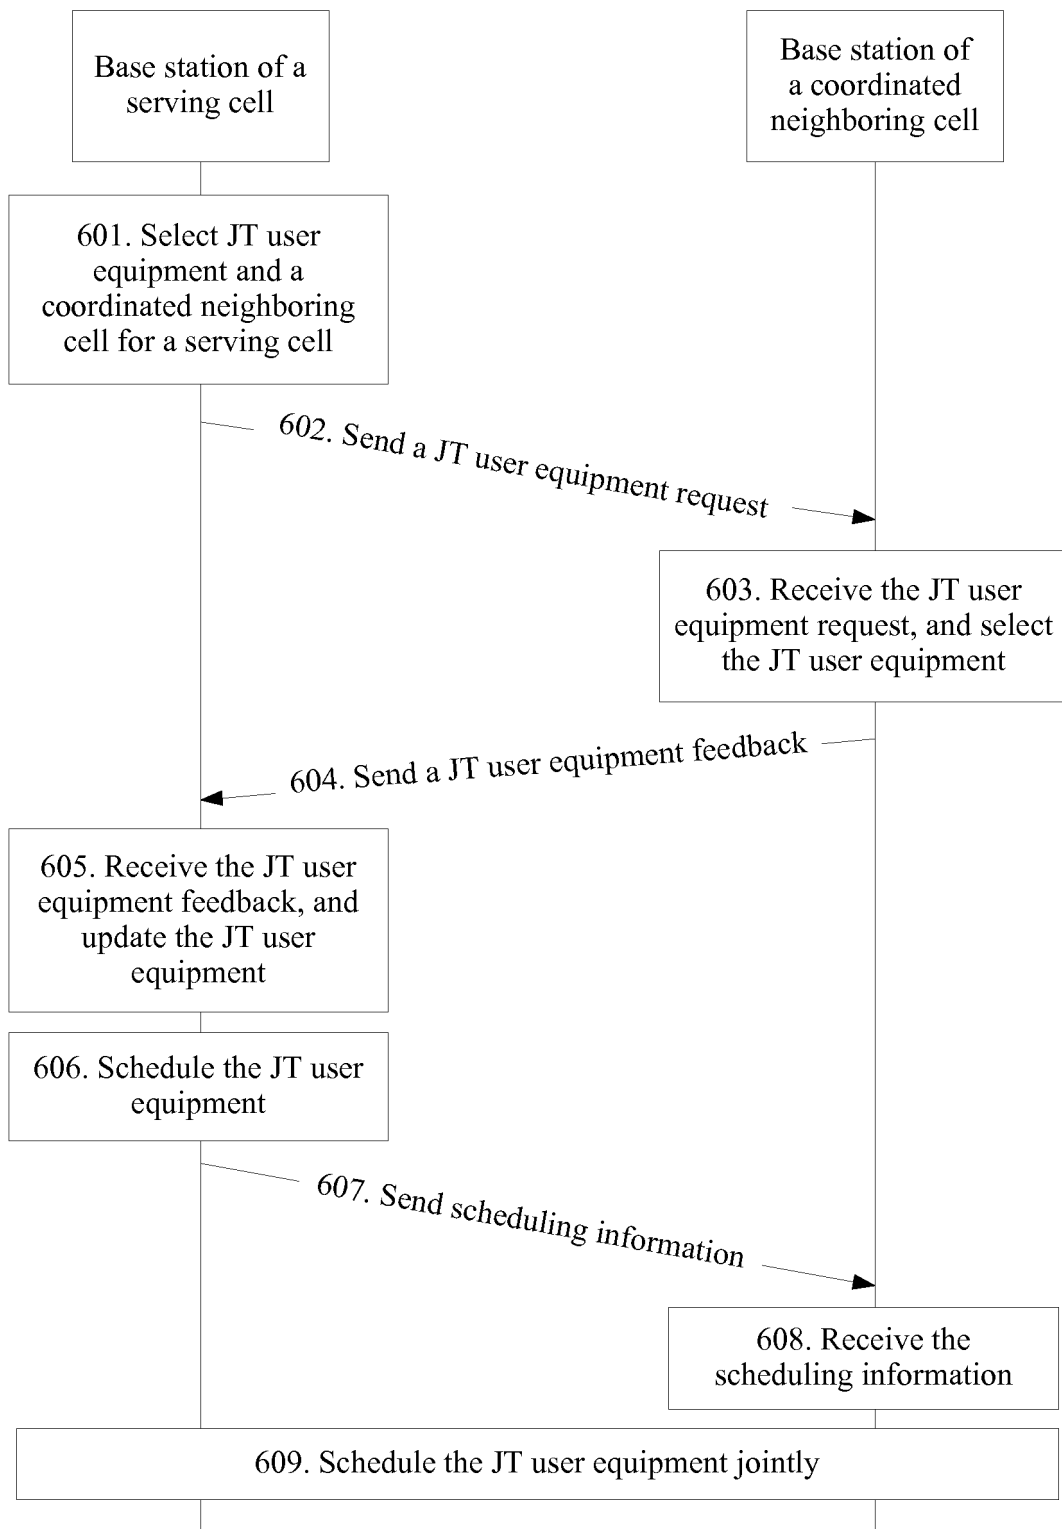 Base station of a
serving cell
Base station of
a coordinated
neighboring cell
601. Select JT user
equipment and a
coordinated neighboring
cell for a serving cell
602. Send a JT user equipment request
603. Receive the JT user
equipment request, and select
the JT user equipment
604. Send a JT user equipment feedback
605. Receive the JT user
equipment feedback, and
update the JT user
equipment
606. Schedule the JT user
equipment
607. Send scheduling information
608. Receive the
scheduling information
609. Schedule the JT user equipment jointly